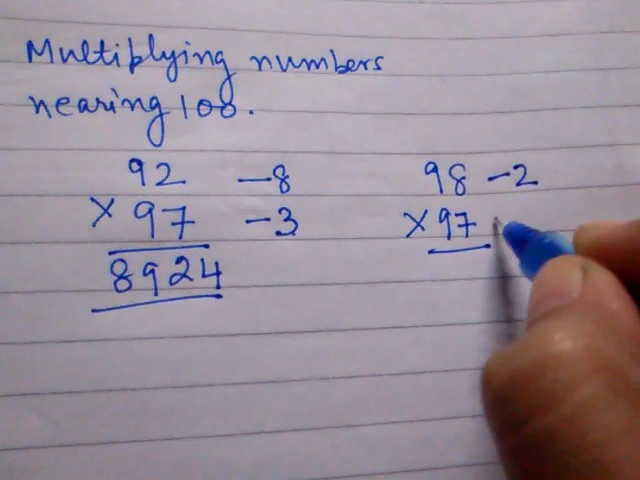 Multiplying numbers
nearing 100.
92 -8
× 97 -3
8924
98 -2
× 97